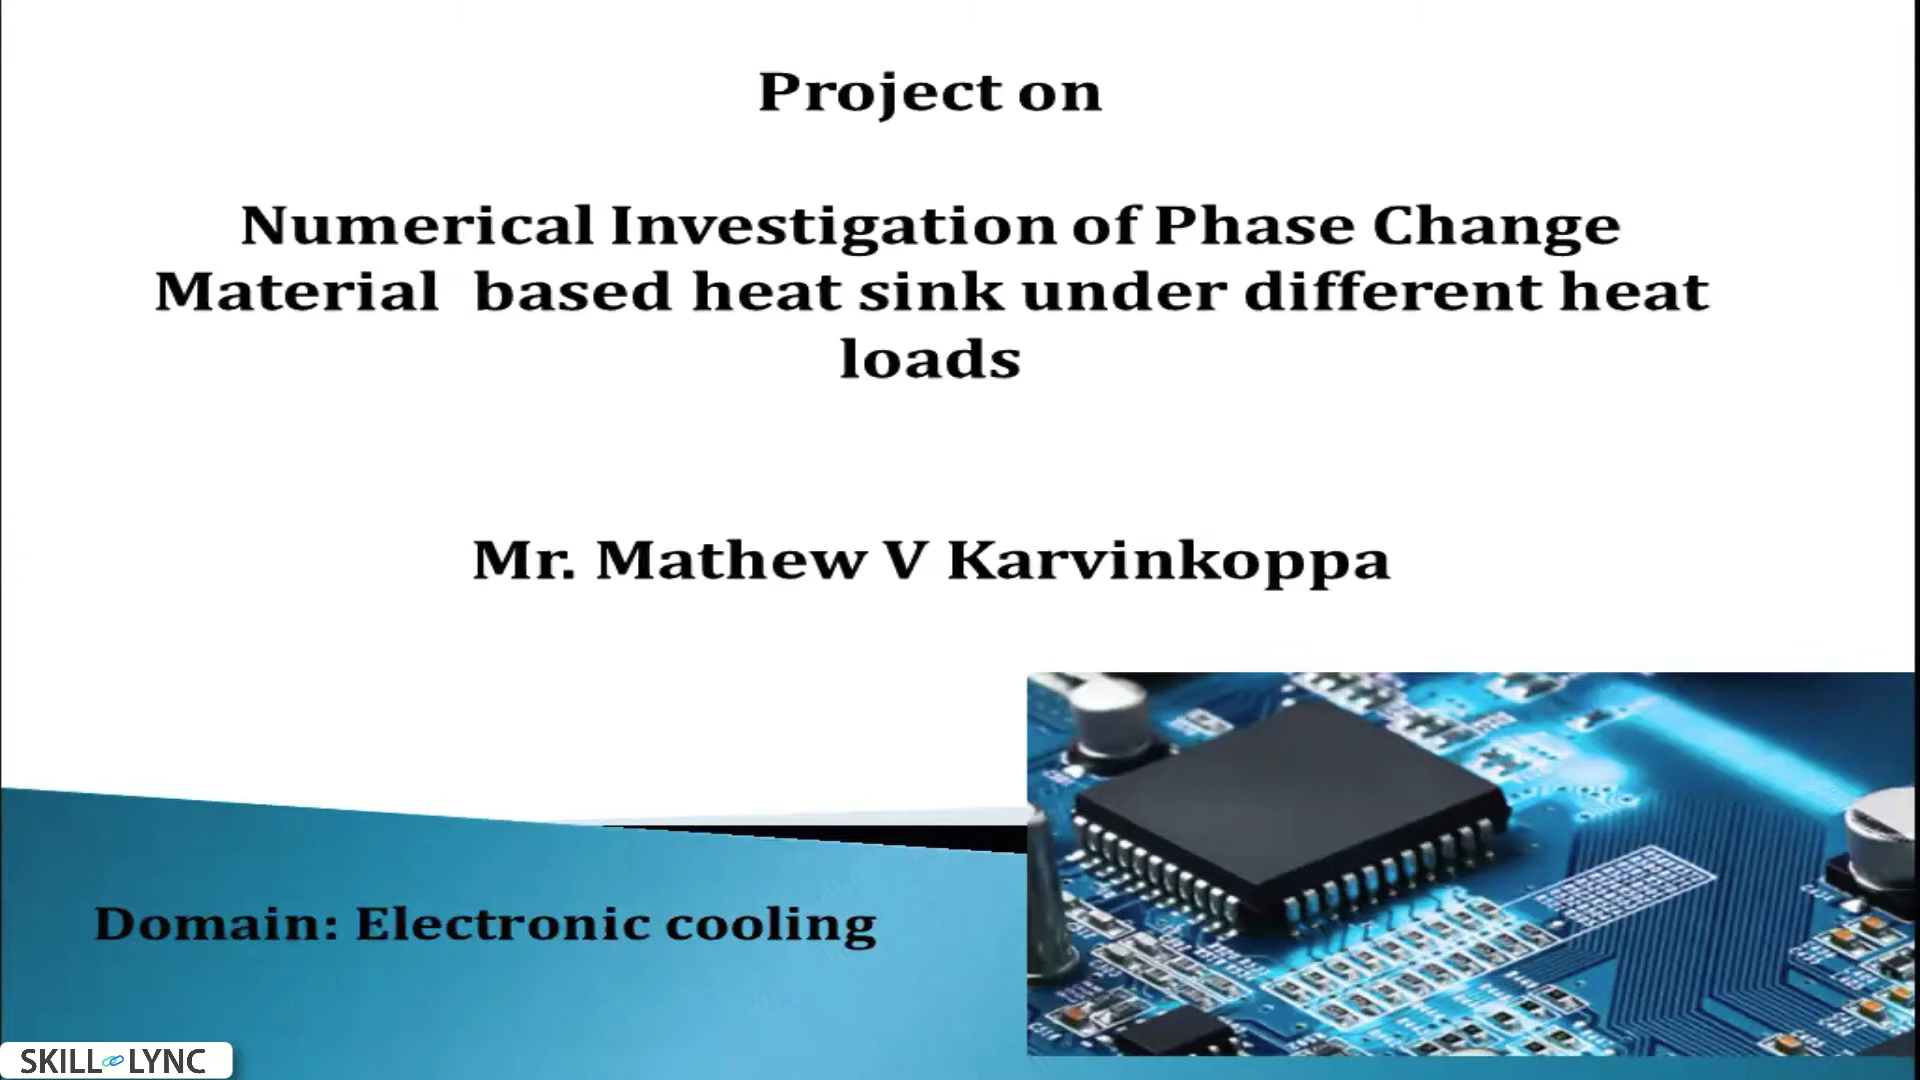 Project on
Numerical Investigation of Phase Change
Material based heat sink under different heat
loads
Mr. Mathew V Karvinkoppa
Domain: Electronic cooling
SKILL LYNC